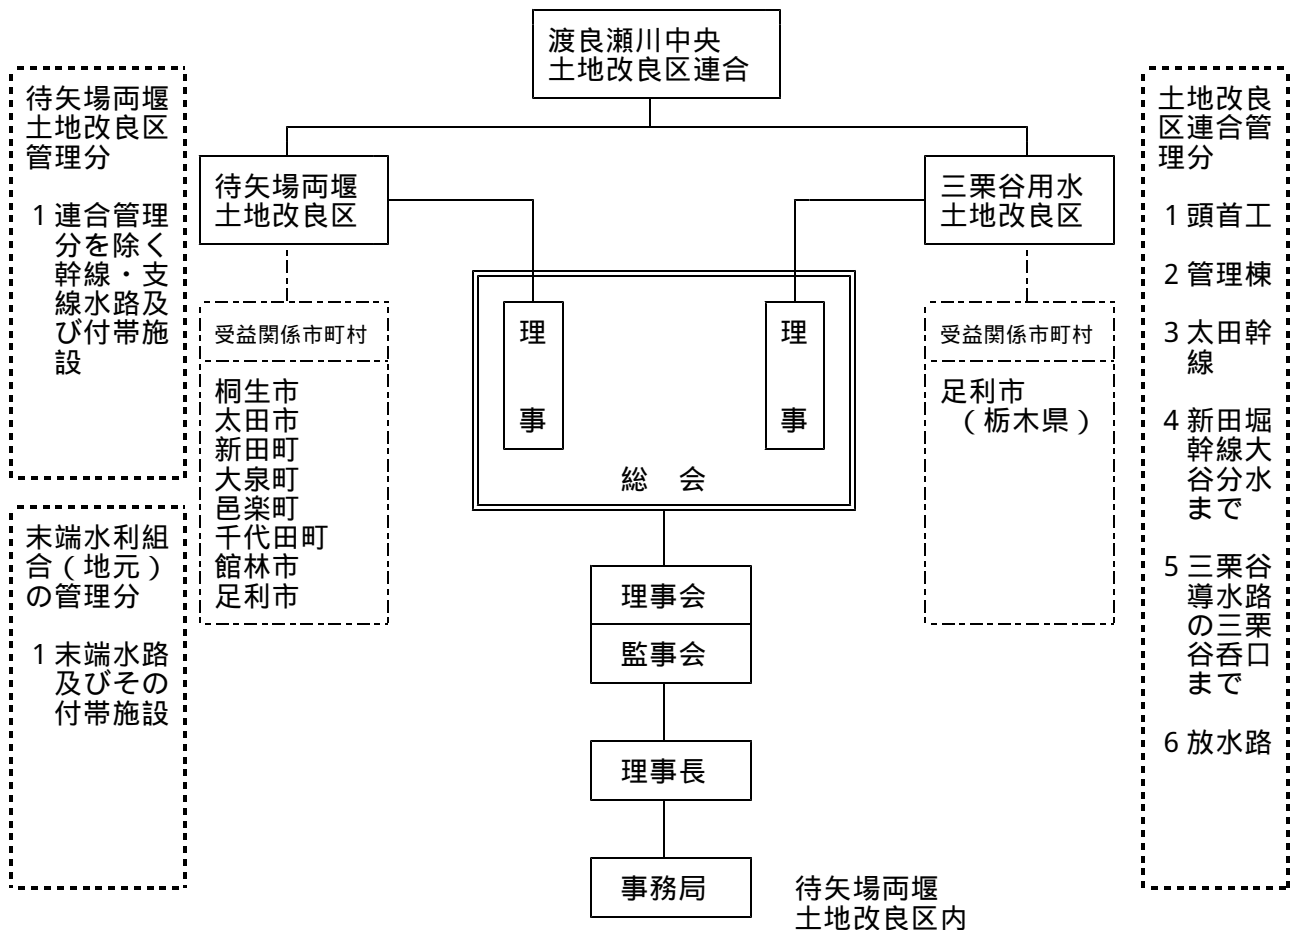 渡良瀬川中央
土地改良区連合
待矢場両堰
土地改良区
管理分
1 連合管理
分を除く
幹線・支
線水路及
び付帯施
設
末端水利組
合（地元）
の管理分
1 末端水路
及びその
付帯施設
待矢場両堰
土地改良区
受益関係市町村
桐生市
太田市
新田町
大泉町
邑楽町
千代田町
館林市
足利市
理
事
理
事
総　会
理事会
監事会
理事長
事務局
待矢場両堰
土地改良区内
三栗谷用水
土地改良区
受益関係市町村
足利市
（栃木県）
土地改良
区連合管
理分
1 頭首工
2 管理棟
3 太田幹
線
4 新田堀
幹線大
谷分水
まで
5 三栗谷
導水路
の三栗
谷呑口
まで
6 放水路